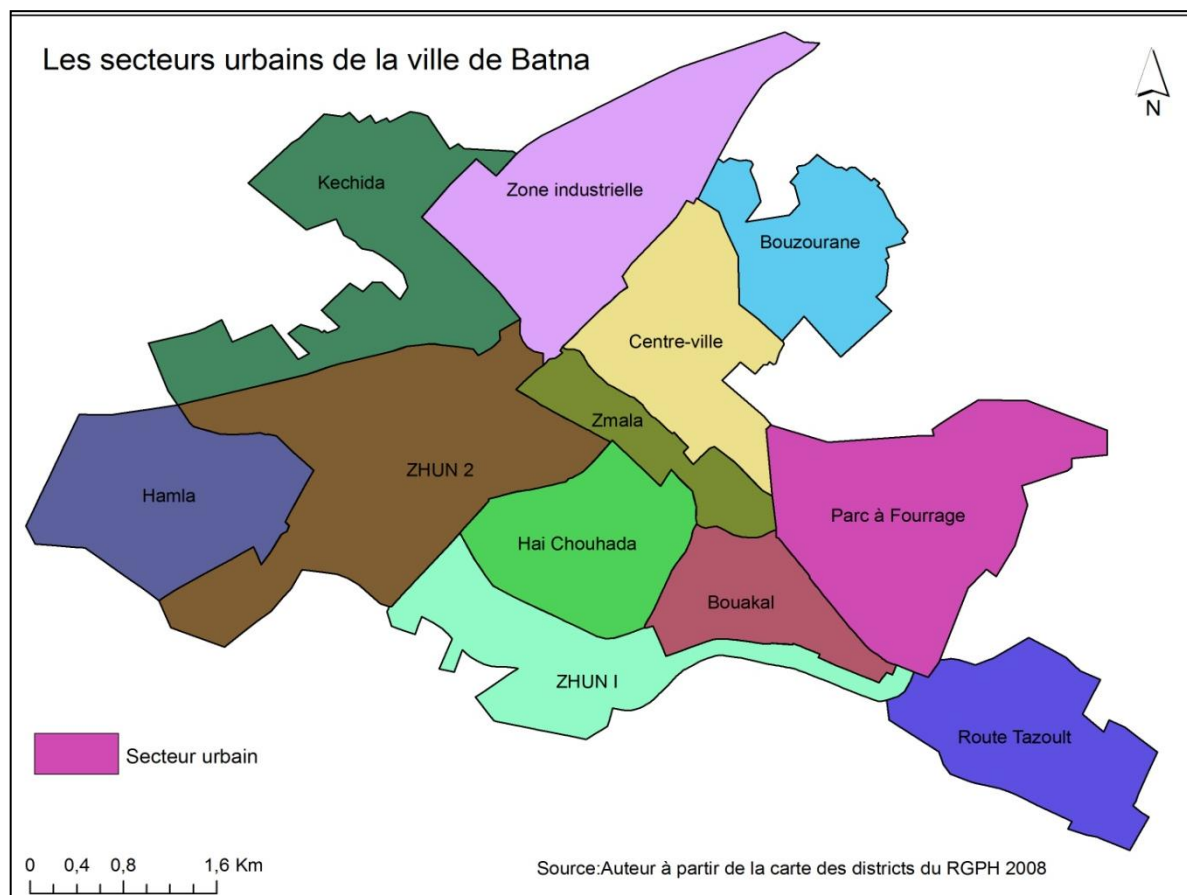 Les secteurs urbains de la ville de Batna
N
Kechida
Zone industrielle
Bouzourane
Centre-ville
Zmala
ZHUN 2
Hamla
Parc à Fourrage
Hai Chouhada
Bouakal
ZHUN I
Route Tazoult
Secteur urbain
0 0,4 0,8 1,6 Km
Source:Auteur à partir de la carte des districts du RGPH 2008